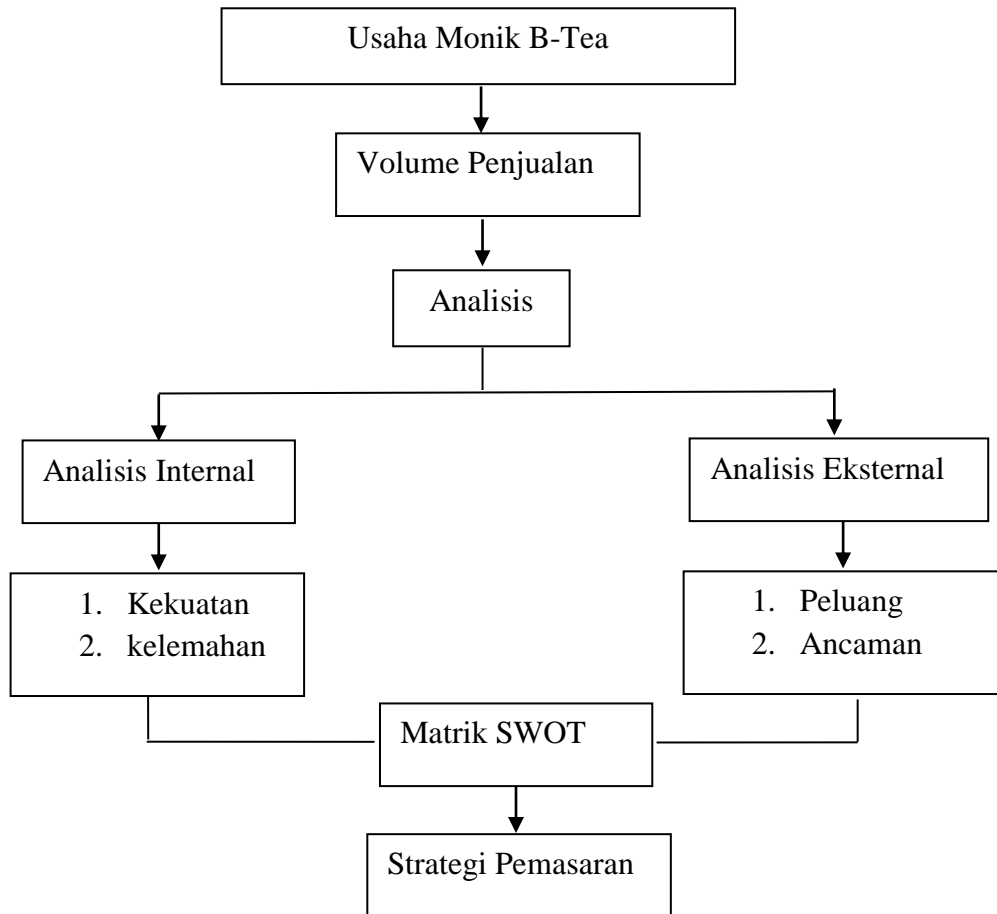 Usaha Monik B-Tea
Volume Penjualan
Analisis
Analisis Internal
Analisis Eksternal
1. Kekuatan
2. kelemahan
1. Peluang
2. Ancaman
Matrik SWOT
Strategi Pemasaran